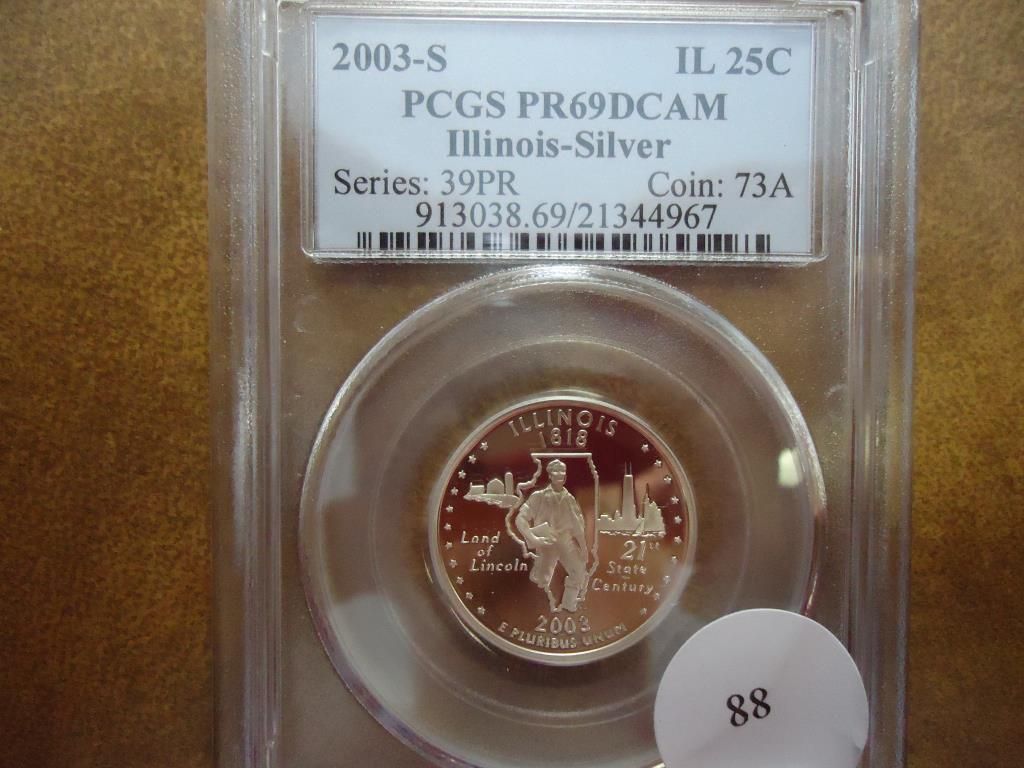 2003-S IL 25C
PCGS PR69DCAM
Illinois-Silver
Series: 39PR Coin: 73A
913038.69/21344967
ILLINOIS
1818
Land
of
Lincoln
21st
State
Century
2003
E PLURIBUS UNUM
88